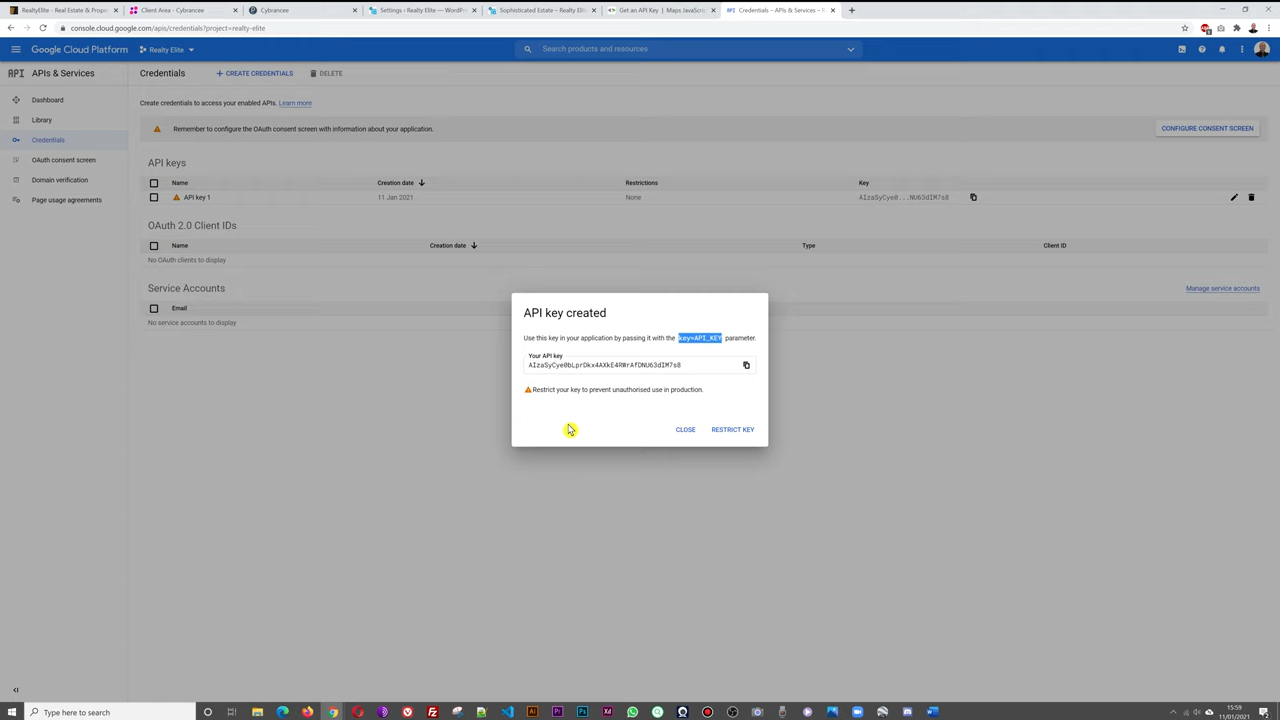 RealtyElite - Real Estate & Prope
Client Area - Cybrancee
Cybrancee
Settings ‹ Realty Elite — WordPr
Sophisticated Estate – Realty Elit
Get an API Key | Maps JavaScrip
Credentials – APIs & Services – R
console.cloud.google.com/apis/credentials?project=realty-elite
Google Cloud Platform
Realty Elite
Search products and resources
API APIs & Services
Credentials
CREATE CREDENTIALS
DELETE
Dashboard
Library
Credentials
OAuth consent screen
Domain verification
Page usage agreements
Create credentials to access your enabled APIs. Learn more
Remember to configure the OAuth consent screen with information about your application.
CONFIGURE CONSENT SCREEN
API keys
Name Creation date Restrictions Key
API key 1 11 Jan 2021 None AIzaSyCye0...NU63dIM7s8
OAuth 2.0 Client IDs
Name Creation date Type Client ID
No OAuth clients to display
Service Accounts
Manage service accounts
Email
No service accounts to display
API key created
Use this key in your application by passing it with the key=API_KEY parameter.
Your API key
AIzaSyCye0bLprDkx4AXkE4RWrAfDNU63dIM7s8
Restrict your key to prevent unauthorised use in production.
CLOSE RESTRICT KEY
Type here to search
15:59
11/01/2021